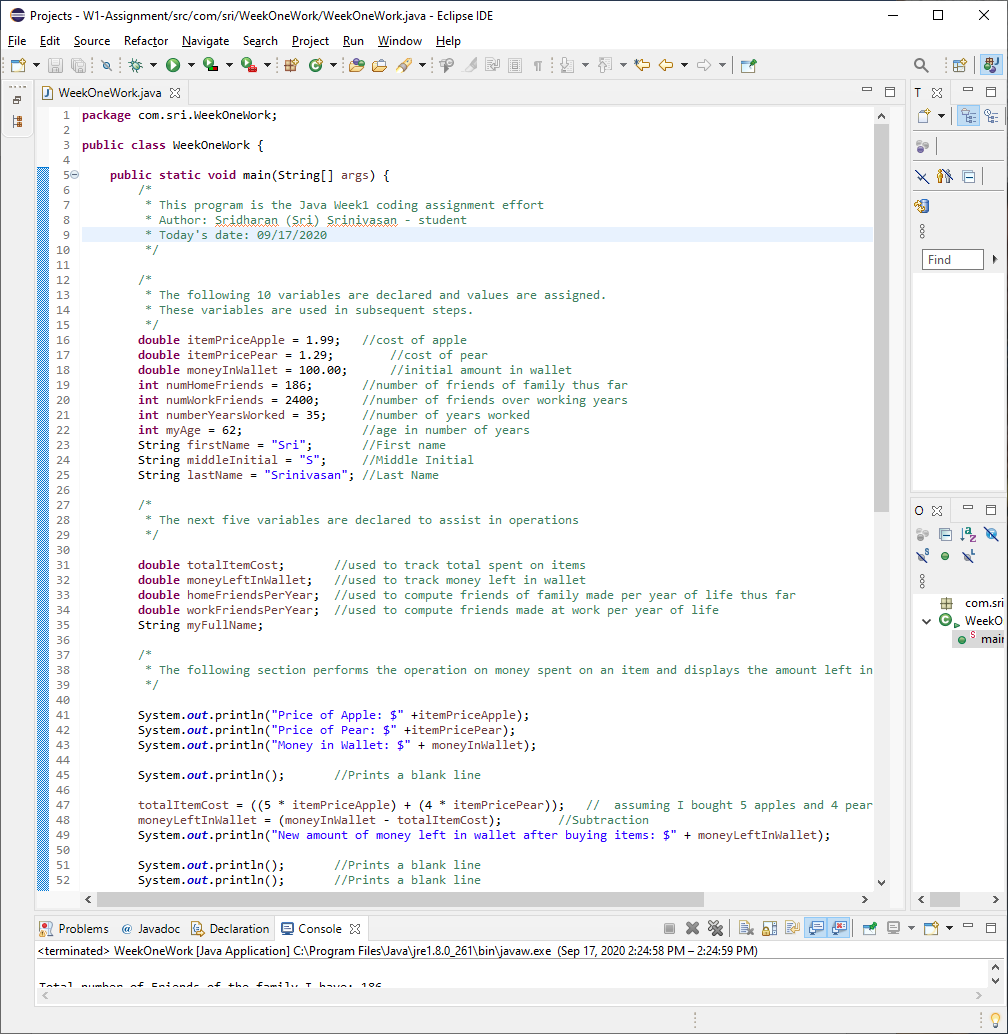 Projects - W1-Assignment/src/com/sri/WeekOneWork/WeekOneWork.java - Eclipse IDE
File Edit Source Refactor Navigate Search Project Run Window Help
WeekOneWork.java
T
1 package com.sri.WeekOneWork;
2
3 public class WeekOneWork {
4
5 public static void main(String[] args) {
6 /*
7 * This program is the Java Week1 coding assignment effort
8 * Author: Sridharan (Sri) Srinivasan - student
9 * Today's date: 09/17/2020
10 */
11
12 /*
13 * The following 10 variables are declared and values are assigned.
14 * These variables are used in subsequent steps.
15 */
16 double itemPriceApple = 1.99; //cost of apple
17 double itemPricePear = 1.29; //cost of pear
18 double moneyInWallet = 100.00; //initial amount in wallet
19 int numHomeFriends = 186; //number of friends of family thus far
20 int numWorkFriends = 2400; //number of friends over working years
21 int numberYearsWorked = 35; //number of years worked
22 int myAge = 62; //age in number of years
23 String firstName = "Sri"; //First name
24 String middleInitial = "S"; //Middle Initial
25 String lastName = "Srinivasan"; //Last Name
26
27 /*
28 * The next five variables are declared to assist in operations
29 */
30
31 double totalItemCost; //used to track total spent on items
32 double moneyLeftInWallet; //used to track money left in wallet
33 double homeFriendsPerYear; //used to compute friends of family made per year of life thus far
34 double workFriendsPerYear; //used to compute friends made at work per year of life
35 String myFullName;
36
37 /*
38 * The following section performs the operation on money spent on an item and displays the amount left in
39 */
40
41 System.out.println("Price of Apple: $" +itemPriceApple);
42 System.out.println("Price of Pear: $" +itemPricePear);
43 System.out.println("Money in Wallet: $" + moneyInWallet);
44
45 System.out.println(); //Prints a blank line
46
47 totalItemCost = ((5 * itemPriceApple) + (4 * itemPricePear)); // assuming I bought 5 apples and 4 pear
48 moneyLeftInWallet = (moneyInWallet - totalItemCost); //Subtraction
49 System.out.println("New amount of money left in wallet after buying items: $" + moneyLeftInWallet);
50
51 System.out.println(); //Prints a blank line
52 System.out.println(); //Prints a blank line
Find
O
com.sri
WeekO
mair
Problems @ Javadoc Declaration Console
<terminated> WeekOneWork [Java Application] C:\Program Files\Java\jre1.8.0_261\bin\javaw.exe (Sep 17, 2020 2:24:58 PM – 2:24:59 PM)
Total number of Friends of the family I have: 186